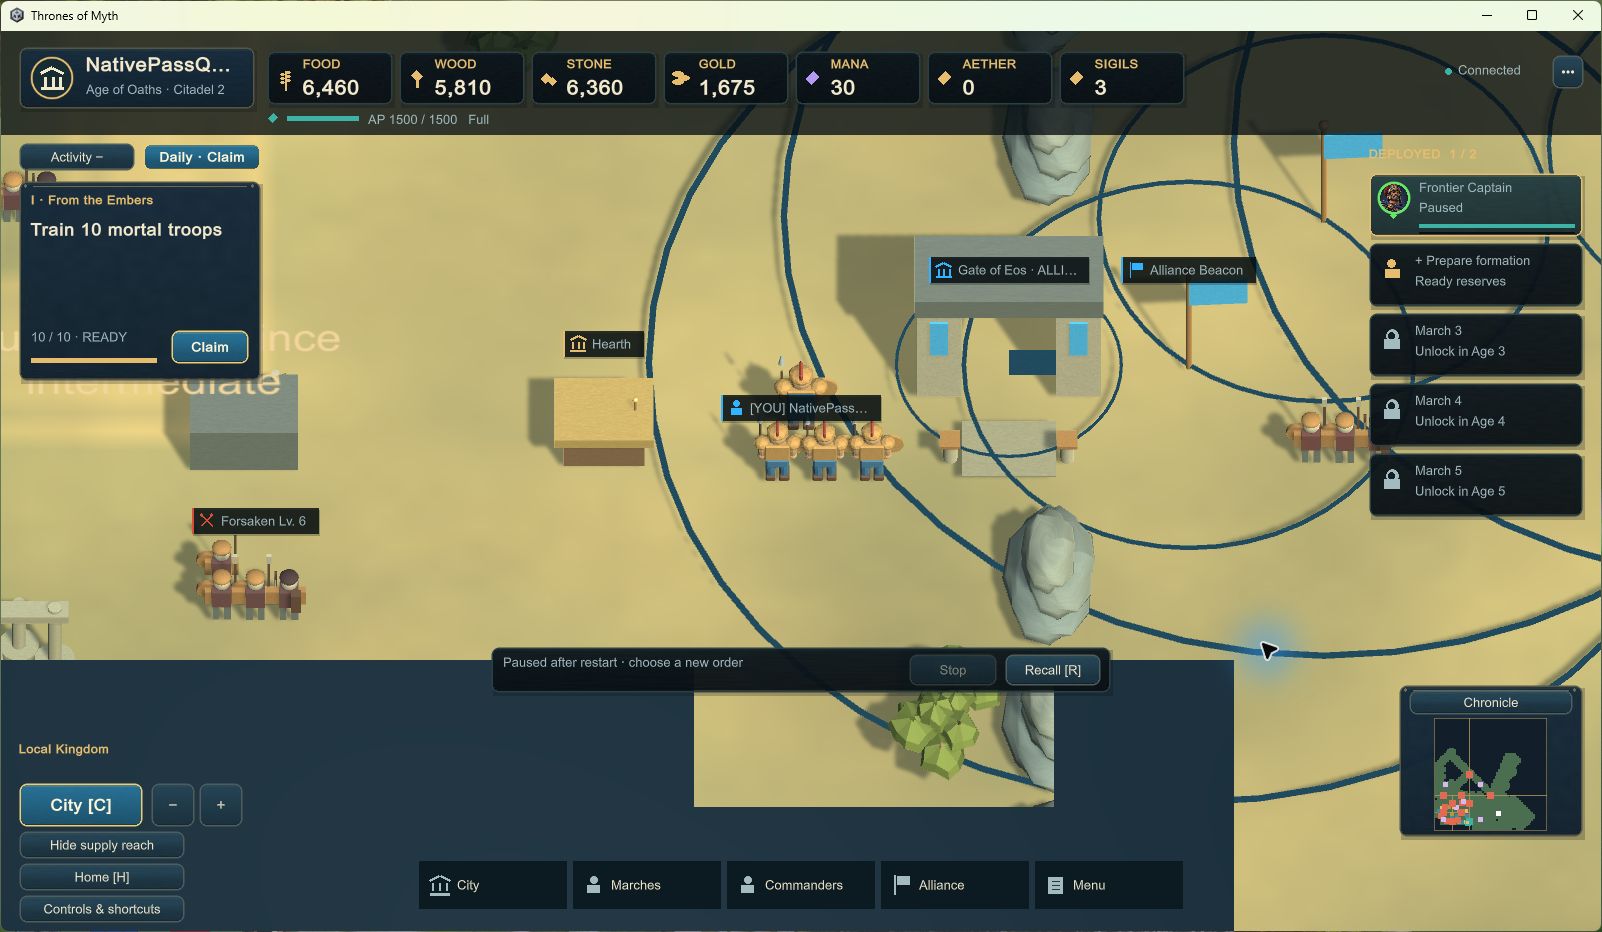 Thrones of Myth
NativePassQ...
Age of Oaths · Citadel 2
FOOD
6,460
WOOD
5,810
STONE
6,360
GOLD
1,675
MANA
30
AETHER
0
SIGILS
3
Connected
AP 1500 / 1500 Full
Activity –
Daily · Claim
I · From the Embers
Train 10 mortal troops
10 / 10 · READY
Claim
intermediate
DEPLOYED 1 / 2
Frontier Captain
Paused
+ Prepare formation
Ready reserves
March 3
Unlock in Age 3
March 4
Unlock in Age 4
March 5
Unlock in Age 5
Gate of Eos · ALLI...
Alliance Beacon
Hearth
[YOU] NativePass...
Forsaken Lv. 6
Paused after restart · choose a new order
Stop
Recall [R]
Chronicle
Local Kingdom
City [C]
–
+
Hide supply reach
Home [H]
Controls & shortcuts
City
Marches
Commanders
Alliance
Menu